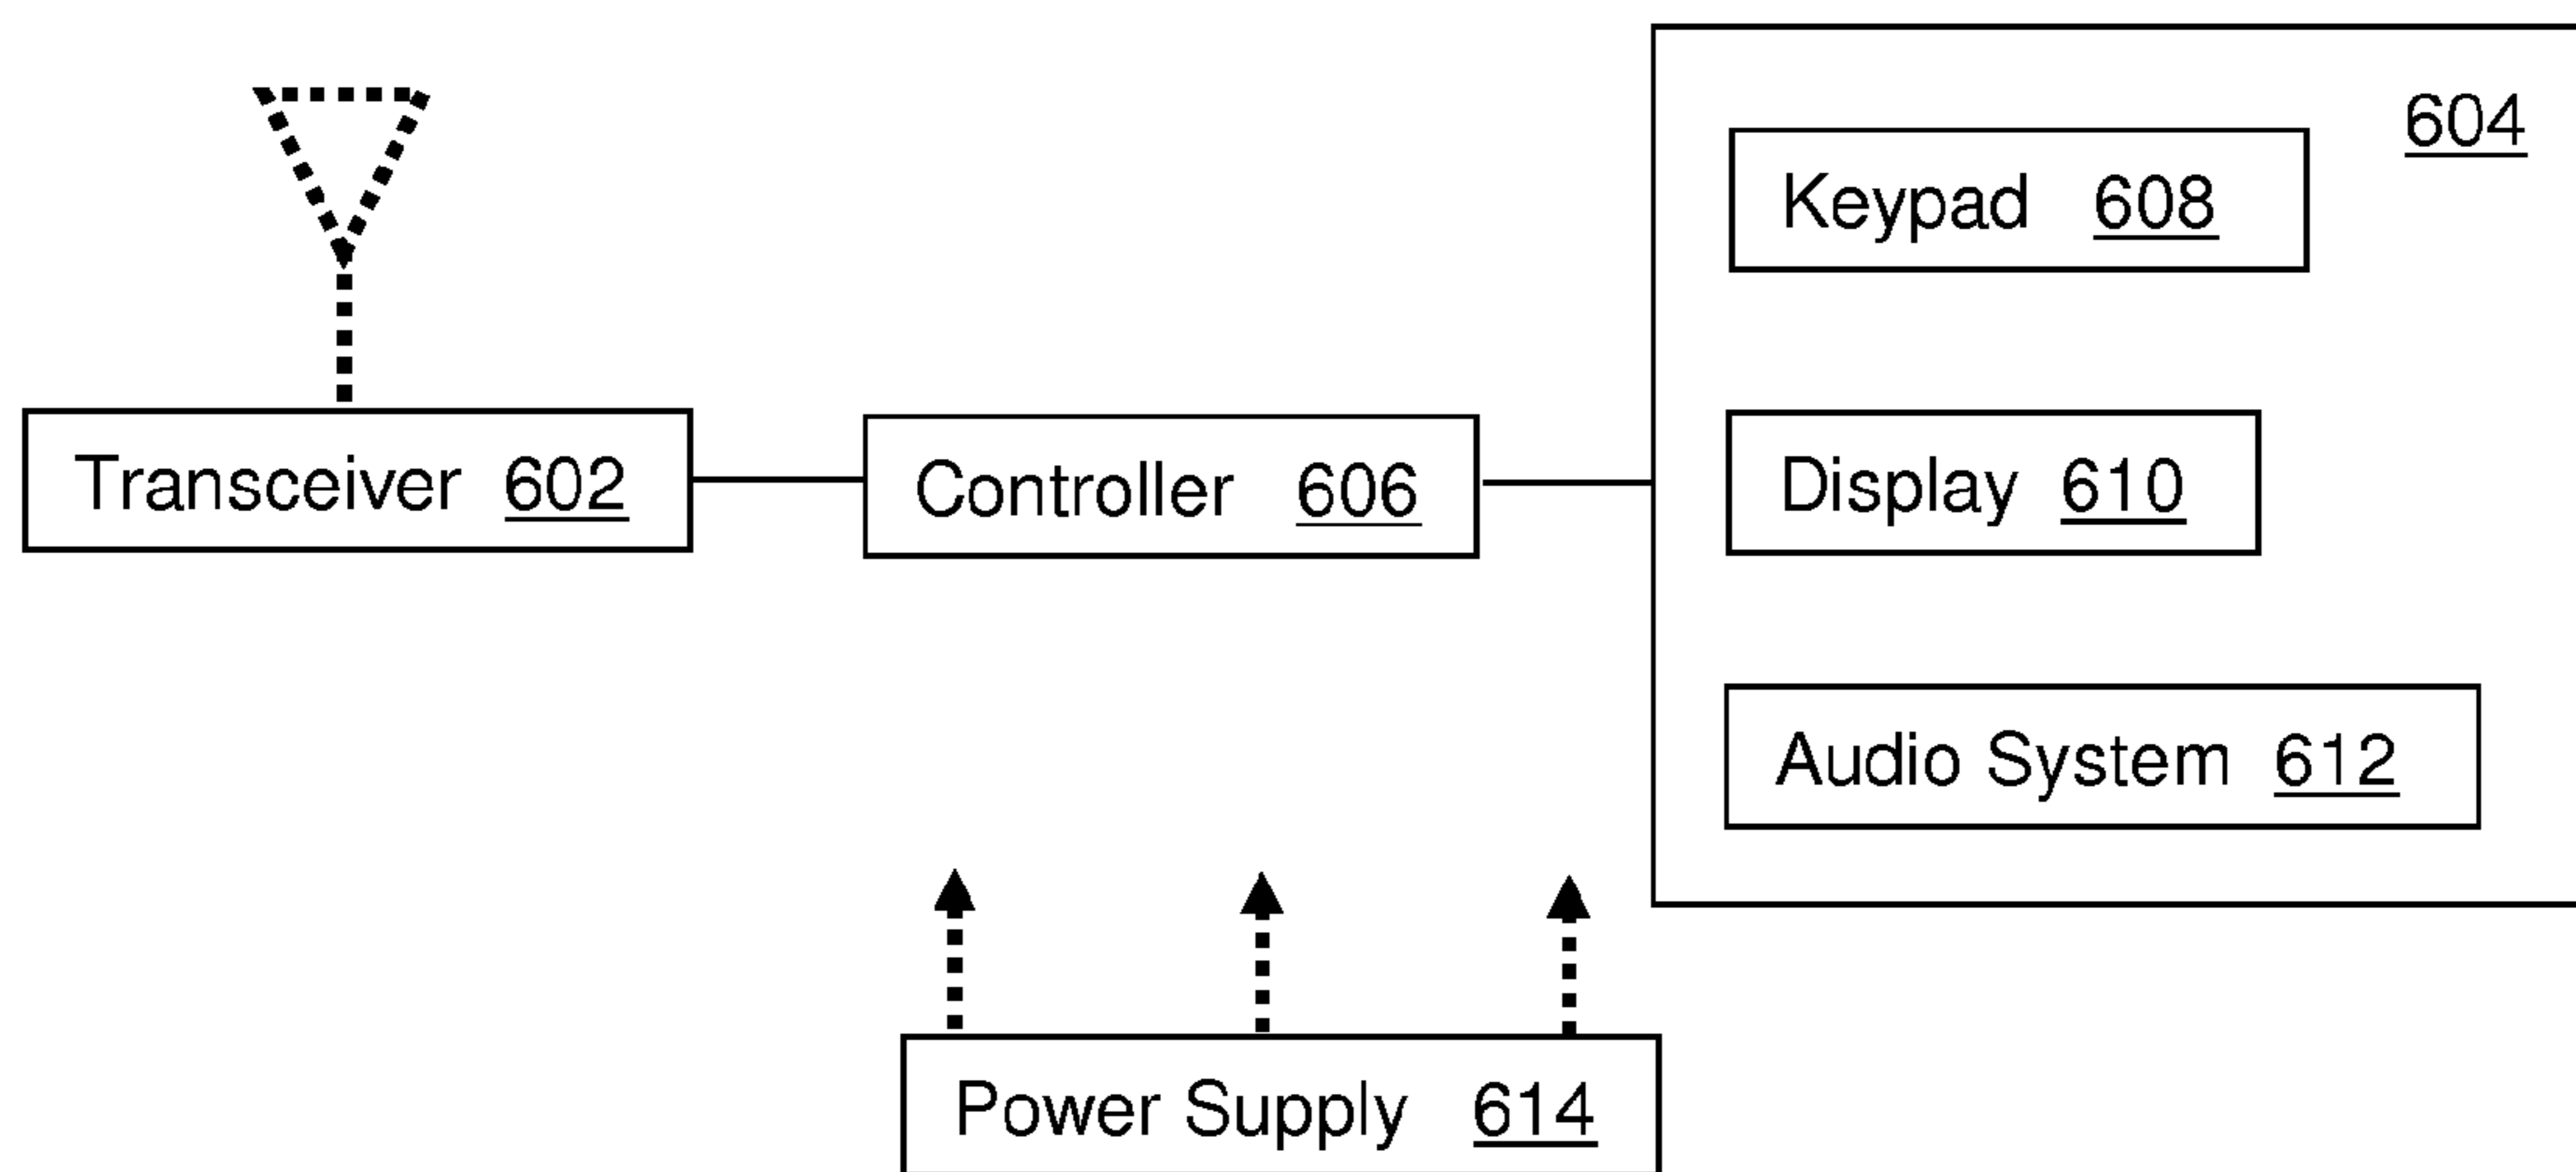 604
Keypad 608
Transceiver 602
Controller 606
Display 610
Audio System 612
Power Supply 614